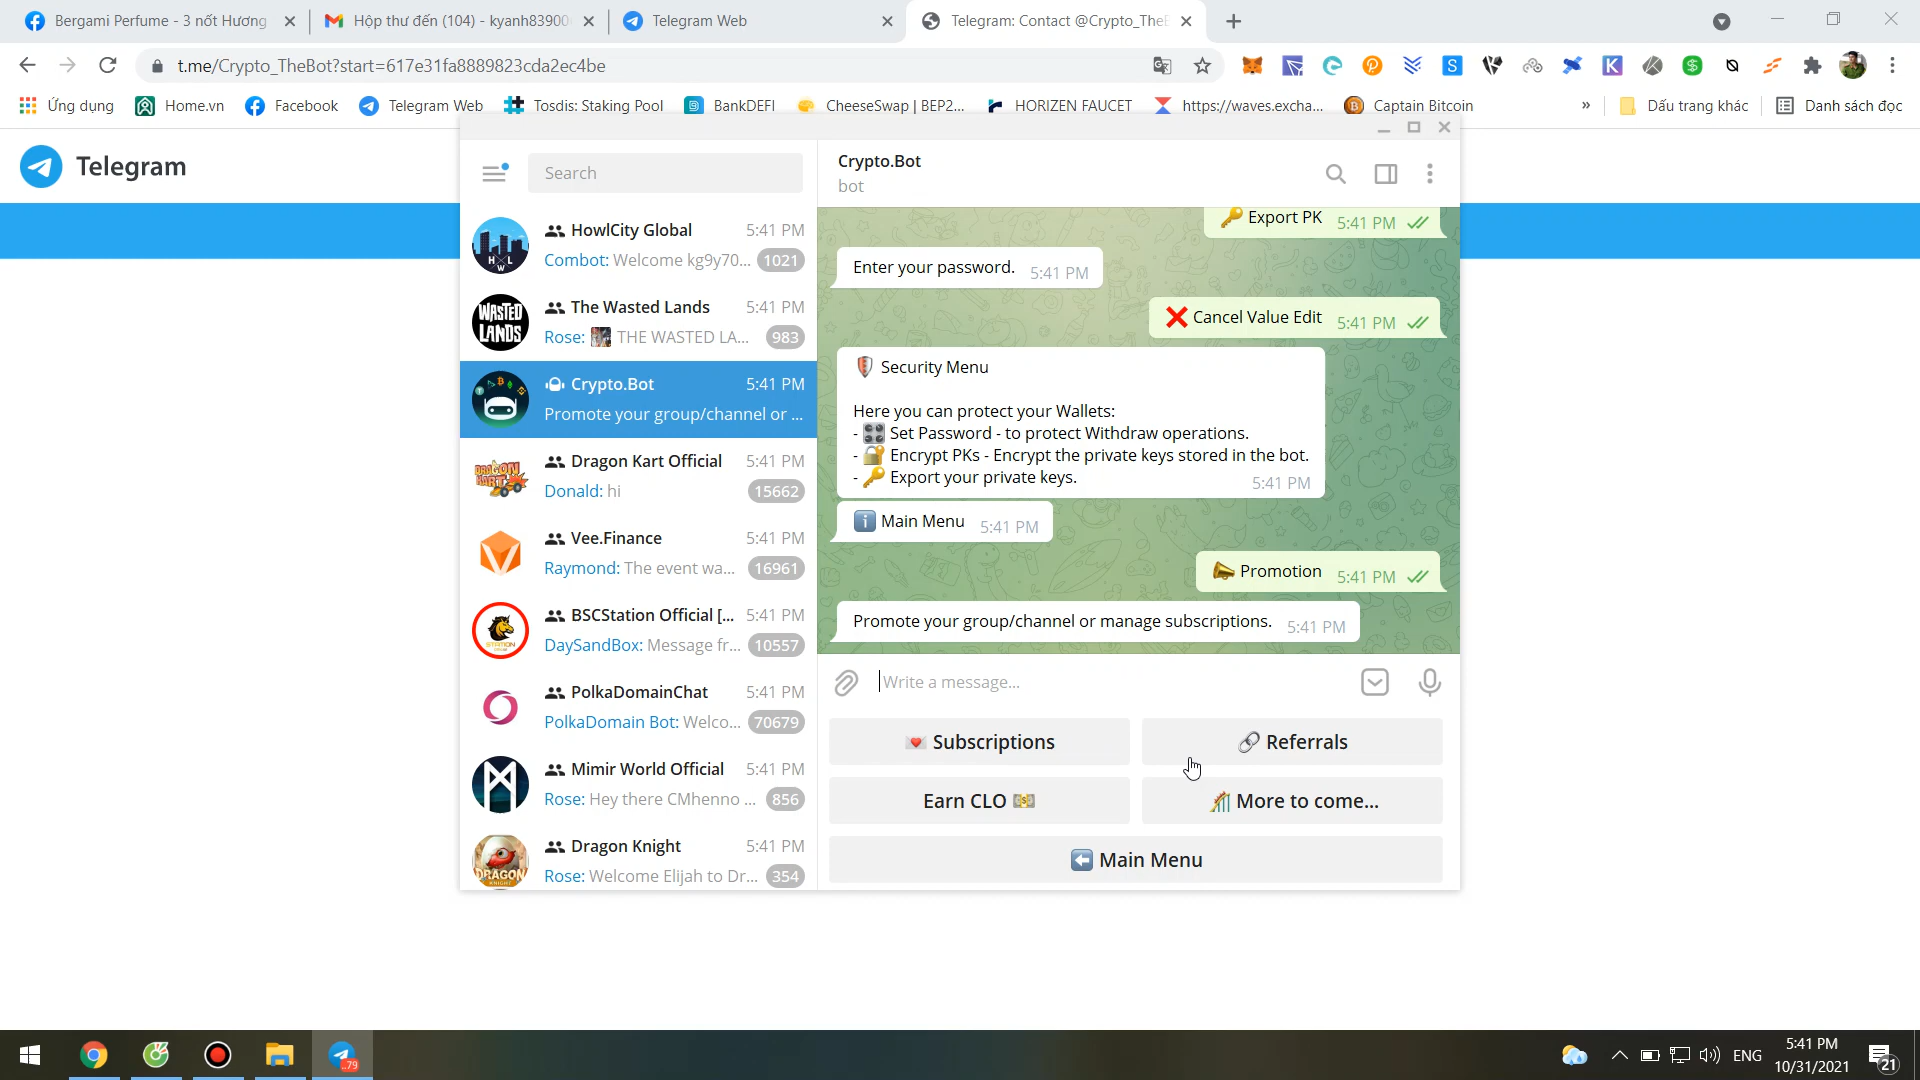 Bergami Perfume - 3 nốt Hương
Hộp thư đến (104) - kyanh83900
Telegram Web
Telegram: Contact @Crypto_TheB
t.me/Crypto_TheBot?start=617e31fa8889823cda2ec4be
Ứng dụng
Home.vn
Facebook
Telegram Web
Tosdis: Staking Pool
BankDEFI
CheeseSwap | BEP2...
HORIZEN FAUCET
https://waves.excha...
Captain Bitcoin
»
Dấu trang khác
Danh sách đọc
Telegram
Search
HowlCity Global 5:41 PM
Combot: Welcome kg9y70... 1021
The Wasted Lands 5:41 PM
Rose: THE WASTED LA... 983
Crypto.Bot 5:41 PM
Promote your group/channel or ...
Dragon Kart Official 5:41 PM
Donald: hi 15662
Vee.Finance 5:41 PM
Raymond: The event wa... 16961
BSCStation Official [... 5:41 PM
DaySandBox: Message fr... 10557
PolkaDomainChat 5:41 PM
PolkaDomain Bot: Welco... 70679
Mimir World Official 5:41 PM
Rose: Hey there CMhenno ... 856
Dragon Knight 5:41 PM
Rose: Welcome Elijah to Dr... 354
Crypto.Bot
bot
🔑 Export PK 5:41 PM
Enter your password. 5:41 PM
❌ Cancel Value Edit 5:41 PM
Security Menu
Here you can protect your Wallets:
- 🎛 Set Password - to protect Withdraw operations.
- 🔐 Encrypt PKs - Encrypt the private keys stored in the bot.
- 🔑 Export your private keys.
5:41 PM
ℹ️ Main Menu 5:41 PM
📣 Promotion 5:41 PM
Promote your group/channel or manage subscriptions. 5:41 PM
Write a message...
💌 Subscriptions
🔗 Referrals
Earn CLO 💵
🎢 More to come...
⬅️ Main Menu
WASTED
LANDS
DRAGON
KART
STATION
DRAGON
KNIGHT
..79
ENG
5:41 PM
10/31/2021
21